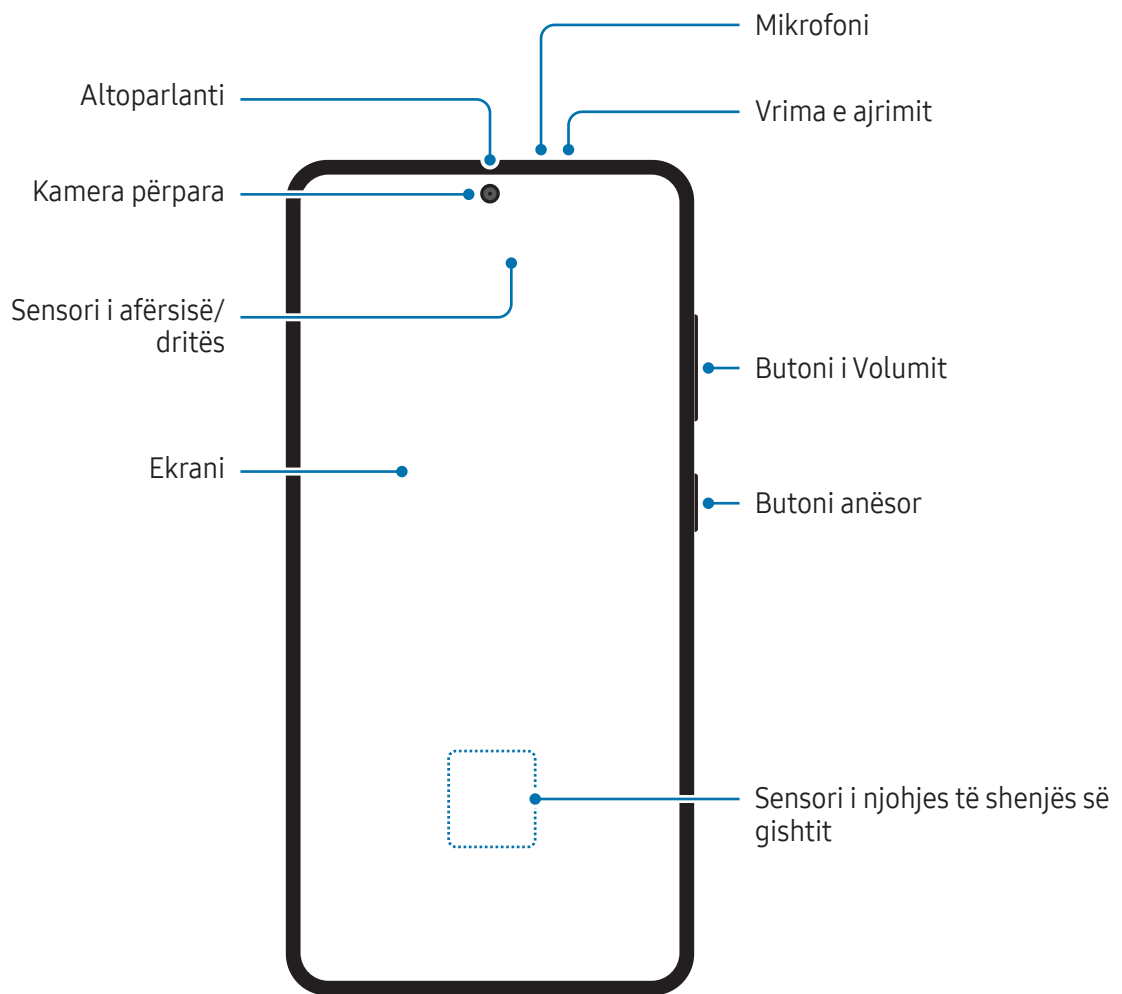 Mikrofoni
Altoparlanti
Vrima e ajrimit
Kamera përpara
Sensori i afërsisë/
dritës
Butoni i Volumit
Ekrani
Butoni anësor
Sensori i njohjes të shenjës së
gishtit